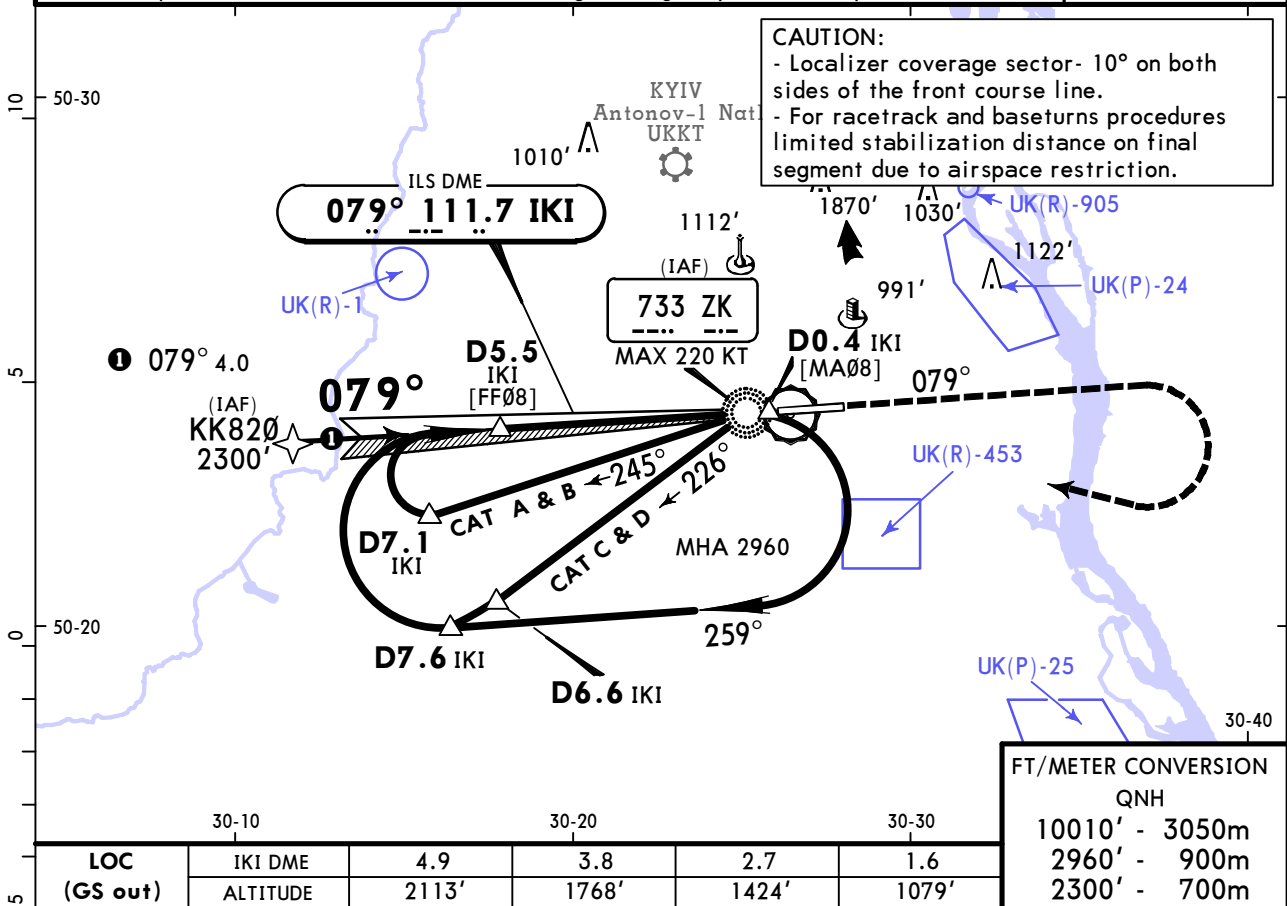 CAUTION:
- Localizer coverage sector- 10° on both
sides of the front course line.
- For racetrack and baseturns procedures
limited stabilization distance on final
segment due to airspace restriction.
10
50-30
KYIV
Antonov-1 Natl
UKKT
1010'
ILS DME
079° 111.7 IKI
1870'
1030'
UK(R)-905
1112'
1122'
UK(R)-1
(IAF)
733 ZK
MAX 220 KT
991'
UK(P)-24
❶ 079° 4.0
D5.5
IKI
[FFØ8]
D0.4 IKI
[MAØ8]
5
079°
079°
(IAF)
KK82Ø
2300'
❶
UK(R)-453
CAT A & B ←245°
CAT C & D ← 226°
D7.1
IKI
MHA 2960
0
50-20
259°
D7.6 IKI
D6.6 IKI
UK(P)-25
30-40
30-10
30-20
30-30
FT/METER CONVERSION
QNH
10010' - 3050m
2960' - 900m
2300' - 700m
5
LOC
(GS out)
IKI DME 4.9 3.8 2.7 1.6
ALTITUDE 2113' 1768' 1424' 1079'